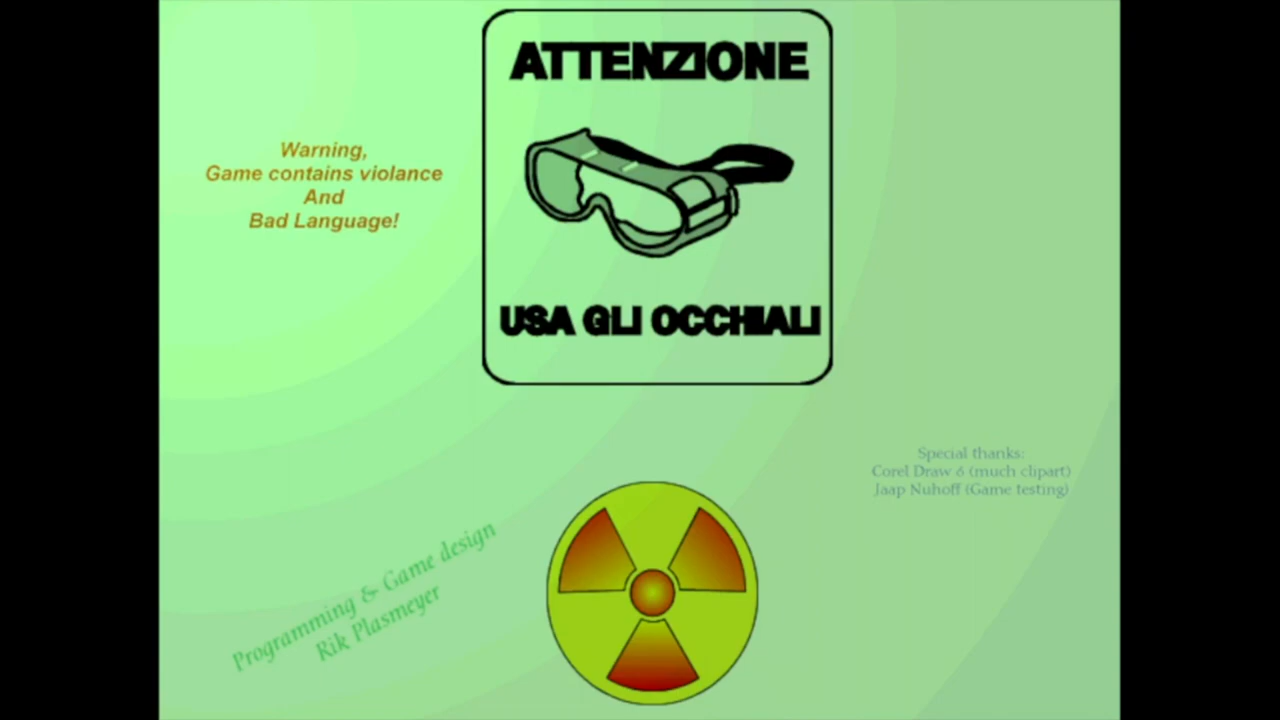 ATTENZIONE
Warning,
Game contains violance
And
Bad Language!
USA GLI OCCHIALI
Special thanks:
Corel Draw 6 (much clipart)
Jaap Nuhoff (Game testing)
Programming & Game design
Rik Plasmeyer